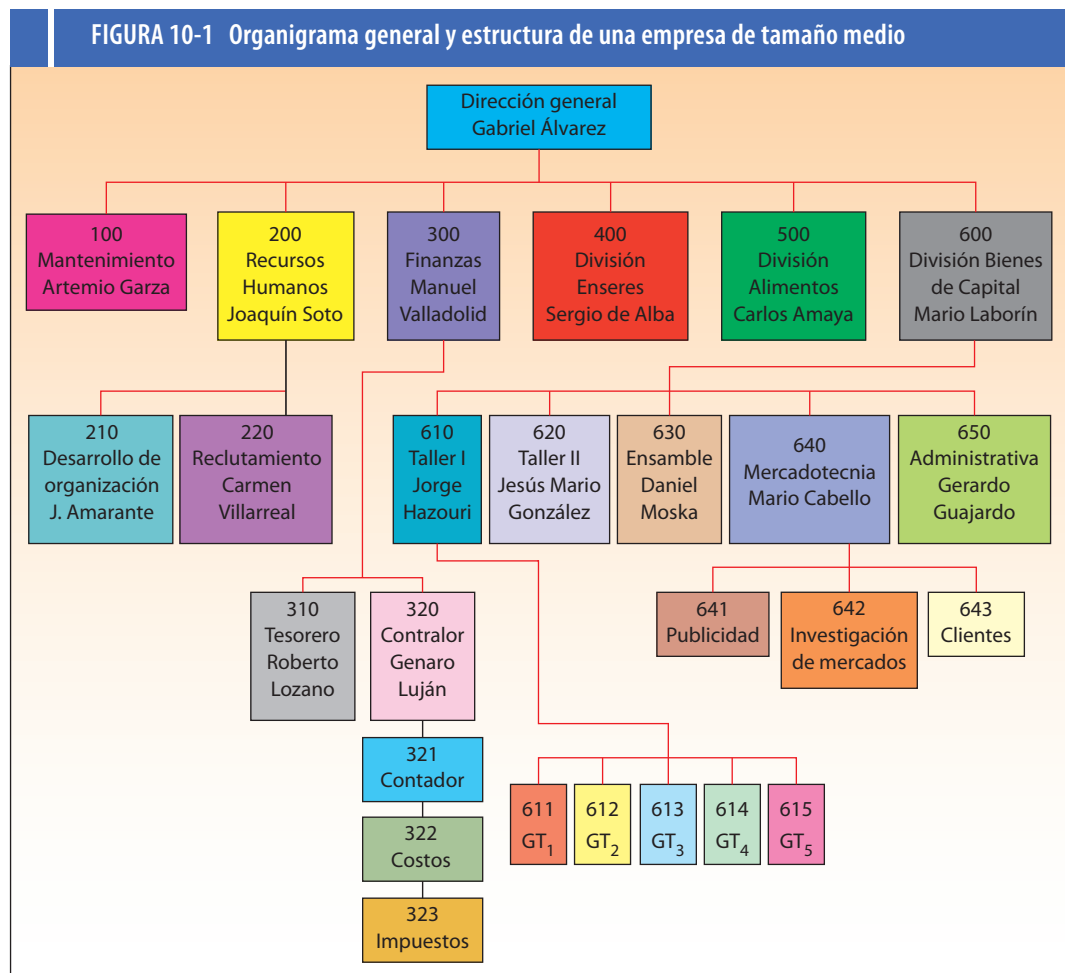 FIGURA 10-1 Organigrama general y estructura de una empresa de tamaño medio
Dirección general
Gabriel Álvarez
100
Mantenimiento
Artemio Garza
200
Recursos
Humanos
Joaquín Soto
300
Finanzas
Manuel
Valladolid
400
División
Enseres
Sergio de Alba
500
División
Alimentos
Carlos Amaya
600
División Bienes
de Capital
Mario Laborín
210
Desarrollo de
organización
J. Amarante
220
Reclutamiento
Carmen
Villarreal
610
Taller I
Jorge
Hazouri
620
Taller II
Jesús Mario
González
630
Ensamble
Daniel
Moska
640
Mercadotecnia
Mario Cabello
650
Administrativa
Gerardo
Guajardo
310
Tesorero
Roberto
Lozano
320
Contralor
Genaro
Luján
641
Publicidad
642
Investigación
de mercados
643
Clientes
321
Contador
322
Costos
323
Impuestos
611
GT1
612
GT2
613
GT3
614
GT4
615
GT5